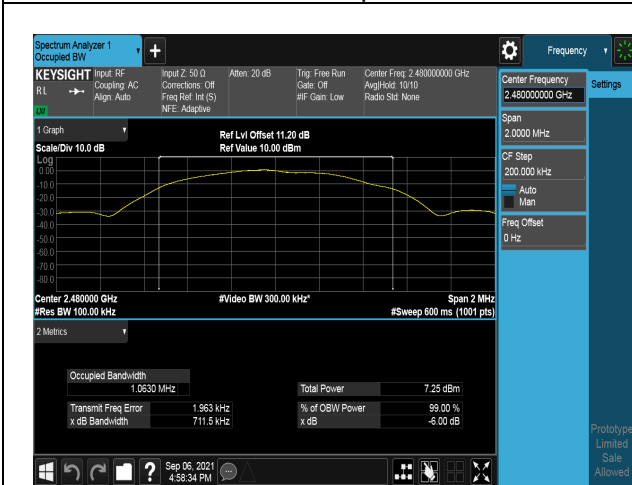 Spectrum Analyzer 1
Occupied BW
Frequency
KEYSIGHT
R L
LW
Input: RF
Coupling: AC
Align: Auto
Input Z: 50 Ω
Corrections: Off
Freq Ref: Int (S)
NFE: Adaptive
Atten: 20 dB
Trig: Free Run
Gate: Off
#IF Gain: Low
Center Freq: 2.480000000 GHz
Avg|Hold: 10/10
Radio Std: None
Center Frequency
2.480000000 GHz
Settings
Span
2.0000 MHz
CF Step
200.000 kHz
Auto
Man
Freq Offset
0 Hz
1 Graph
Scale/Div 10.0 dB
Ref Lvl Offset 11.20 dB
Ref Value 10.00 dBm
Log
0.00
-10.0
-20.0
-30.0
-40.0
-50.0
-60.0
-70.0
-80.0
Center 2.480000 GHz
#Res BW 100.00 kHz
#Video BW 300.00 kHz*
Span 2 MHz
#Sweep 600 ms (1001 pts)
2 Metrics
Occupied Bandwidth
1.0630 MHz
Total Power 7.25 dBm
Transmit Freq Error 1.963 kHz
% of OBW Power 99.00 %
x dB Bandwidth 711.5 kHz
x dB -6.00 dB
Prototype
Limited
Sale
Allowed
?
Sep 06, 2021
4:58:34 PM